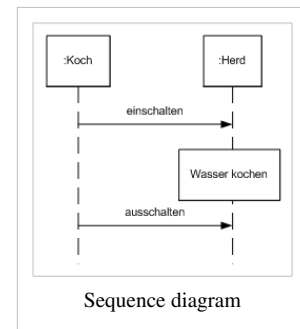 :Koch
:Herd
einschalten
Wasser kochen
ausschalten
Sequence diagram